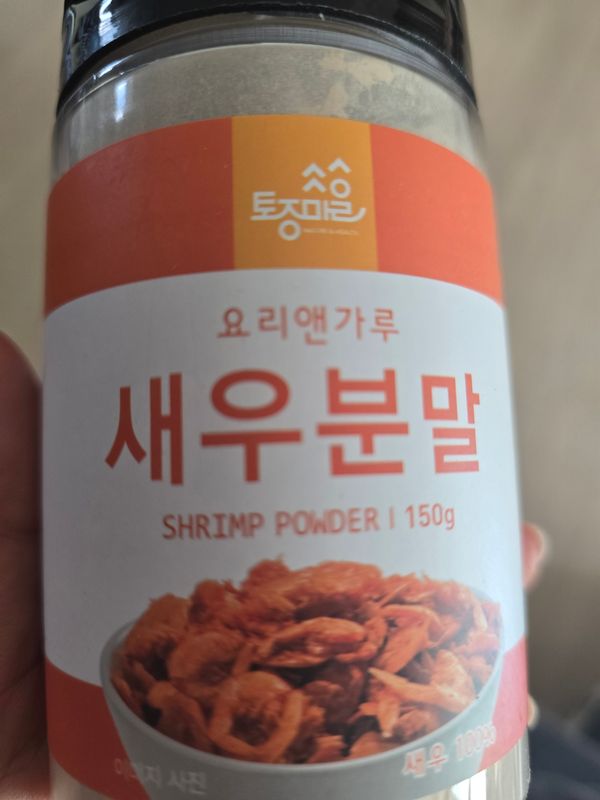 토종마을
요리앤가루
새우분말
SHRIMP POWDER | 150g
이미지 사진
새우 100%